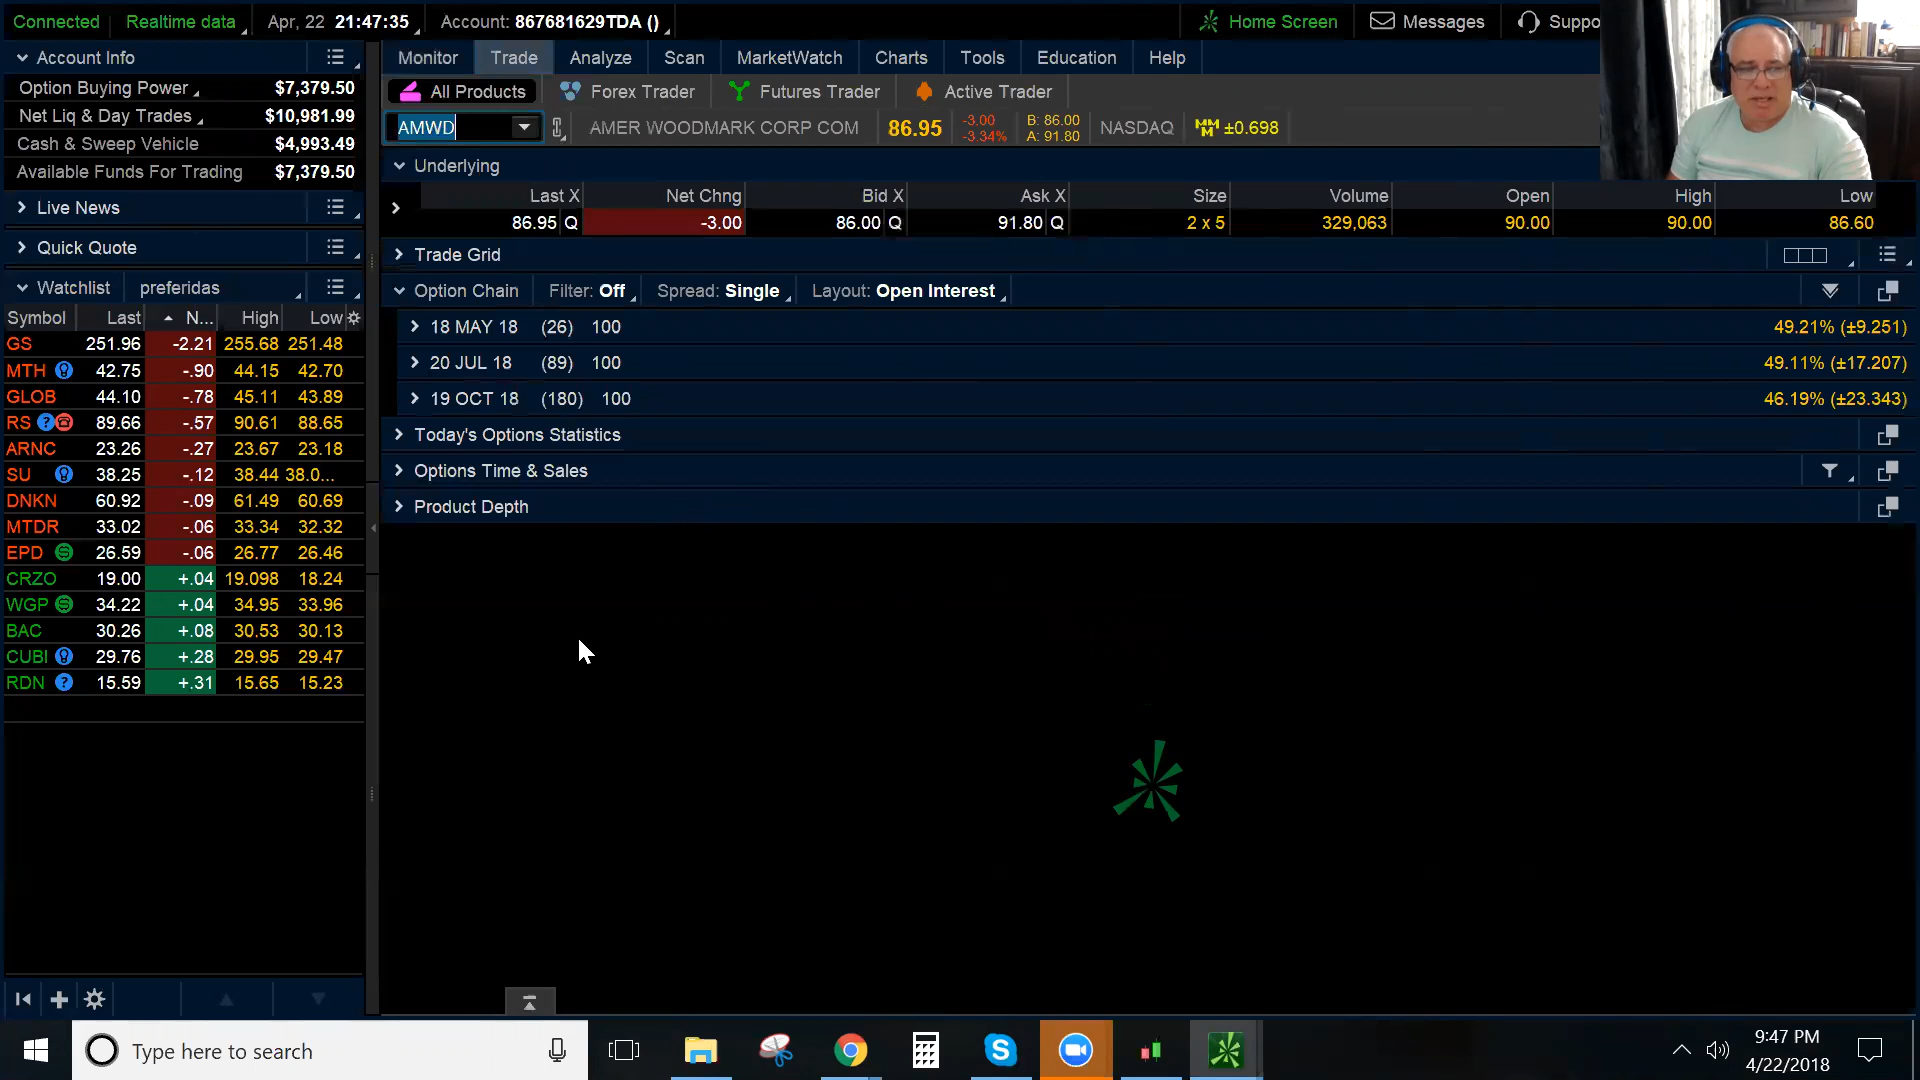 Connected Realtime data Apr, 22 21:47:35 Account: 867681629TDA () Home Screen Messages Suppo
Account Info
Option Buying Power $7,379.50
Net Liq & Day Trades $10,981.99
Cash & Sweep Vehicle $4,993.49
Available Funds For Trading $7,379.50
Live News
Quick Quote
Watchlist preferidas
Symbol Last N... High Low
GS 251.96 -2.21 255.68 251.48
MTH 42.75 -.90 44.15 42.70
GLOB 44.10 -.78 45.11 43.89
RS 89.66 -.57 90.61 88.65
ARNC 23.26 -.27 23.67 23.18
SU 38.25 -.12 38.44 38.0...
DNKN 60.92 -.09 61.49 60.69
MTDR 33.02 -.06 33.34 32.32
EPD 26.59 -.06 26.77 26.46
CRZO 19.00 +.04 19.098 18.24
WGP 34.22 +.04 34.95 33.96
BAC 30.26 +.08 30.53 30.13
CUBI 29.76 +.28 29.95 29.47
RDN 15.59 +.31 15.65 15.23
Monitor Trade Analyze Scan MarketWatch Charts Tools Education Help
All Products Forex Trader Futures Trader Active Trader
AMWD AMER WOODMARK CORP COM 86.95 -3.00 -3.34% B: 86.00 A: 91.80 NASDAQ MMM ±0.698
Underlying
Last X Net Chng Bid X Ask X Size Volume Open High Low
86.95 Q -3.00 86.00 Q 91.80 Q 2 x 5 329,063 90.00 90.00 86.60
Trade Grid
Option Chain Filter: Off Spread: Single Layout: Open Interest
18 MAY 18 (26) 100 49.21% (±9.251)
20 JUL 18 (89) 100 49.11% (±17.207)
19 OCT 18 (180) 100 46.19% (±23.343)
Today's Options Statistics
Options Time & Sales
Product Depth
Type here to search
9:47 PM
4/22/2018